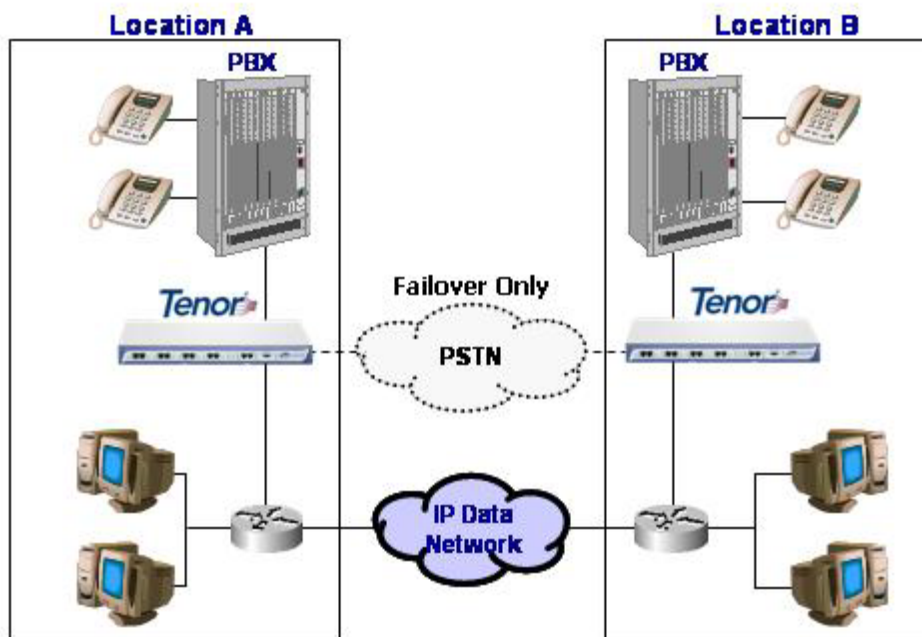 Location A
Location B
PBX
PBX
Tenor
Tenor
Failover Only
PSTN
IP Data
Network